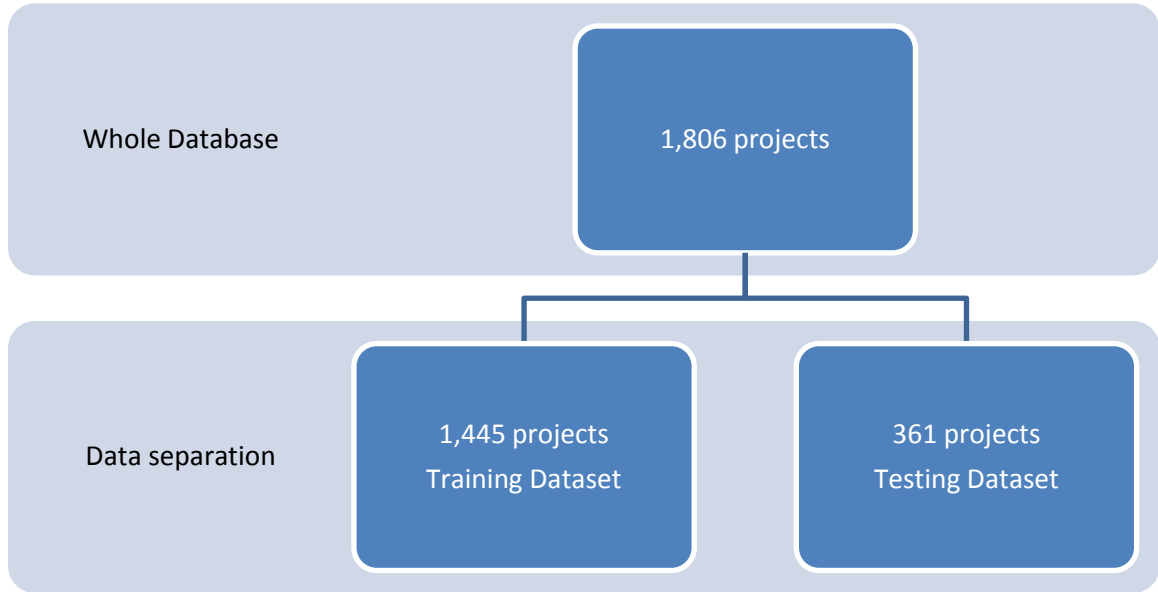 Whole Database
1,806 projects
Data separation
1,445 projects
Training Dataset
361 projects
Testing Dataset